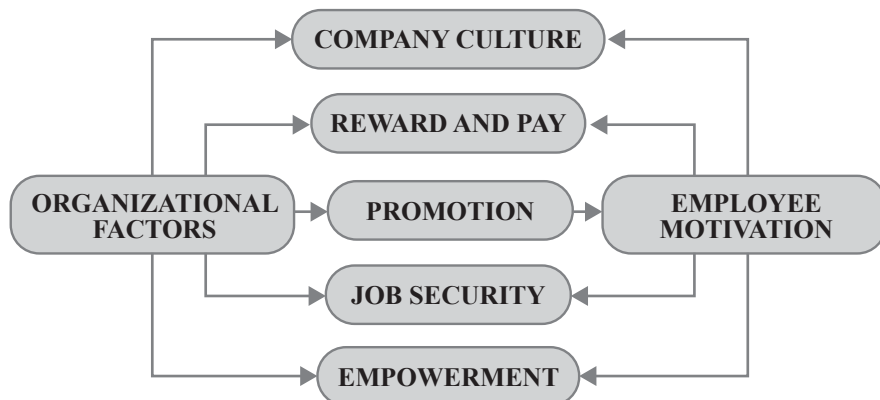 COMPANY CULTURE
REWARD AND PAY
ORGANIZATIONAL
FACTORS
PROMOTION
EMPLOYEE
MOTIVATION
JOB SECURITY
EMPOWERMENT